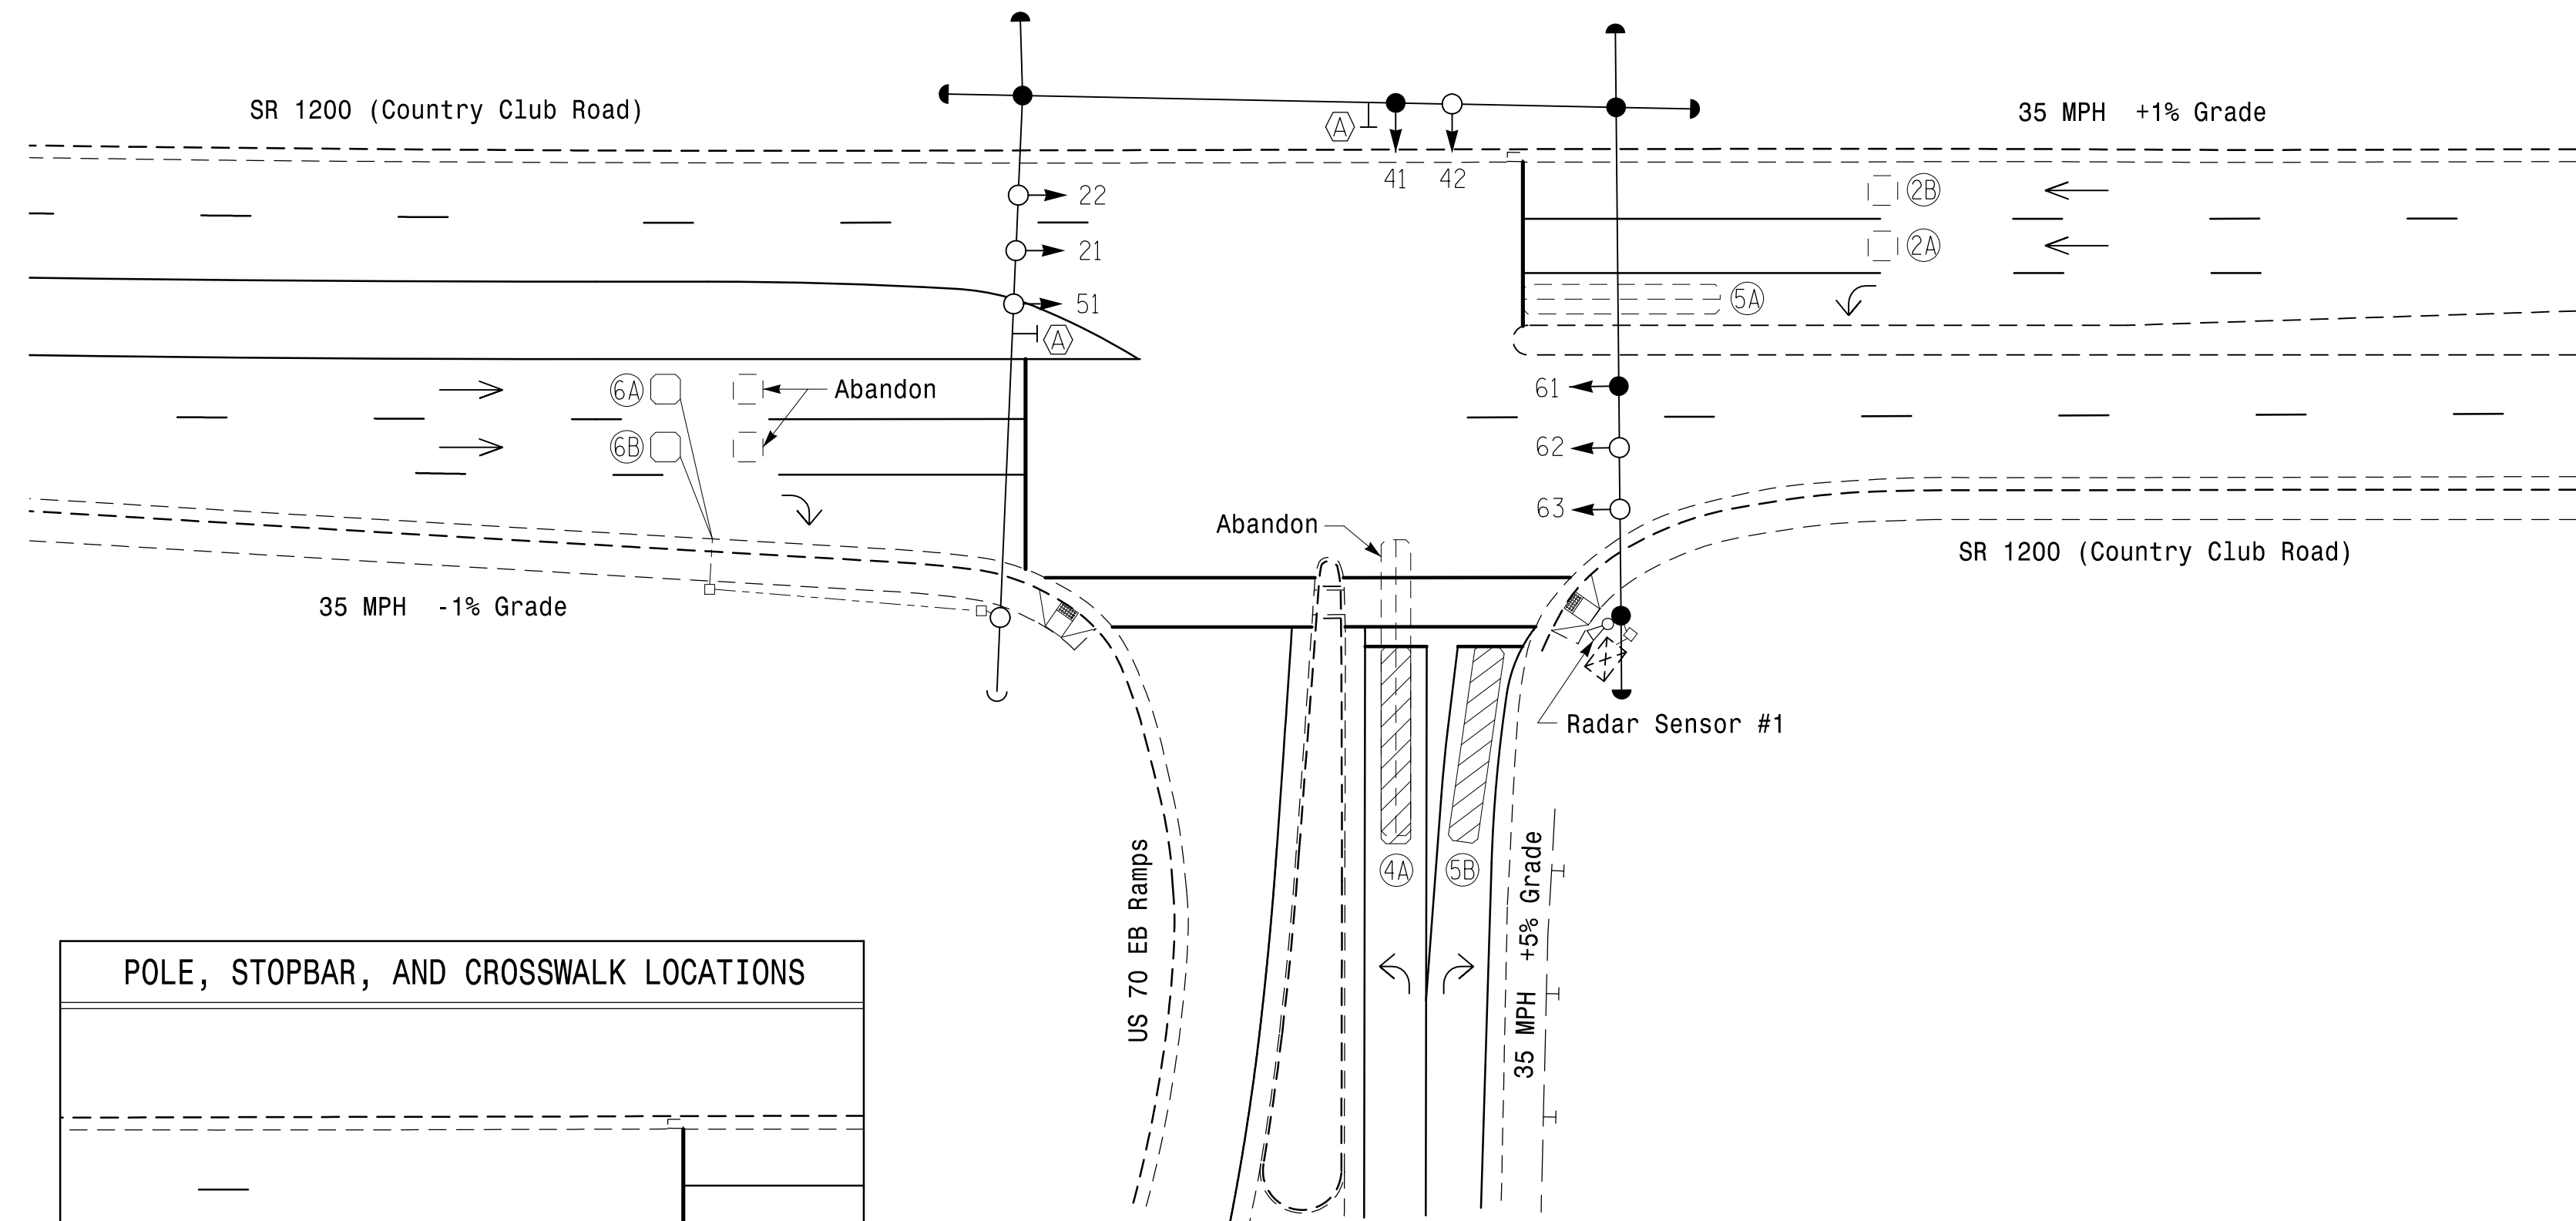 SR 1200 (Country Club Road)
35 MPH +1% Grade
A
41 42
22
21
51
A
2B
2A
5A
6A
6B
Abandon
61
62
63
Abandon
SR 1200 (Country Club Road)
35 MPH -1% Grade
Radar Sensor #1
4A 5B
US 70 EB Ramps
35 MPH +5% Grade
POLE, STOPBAR, AND CROSSWALK LOCATIONS